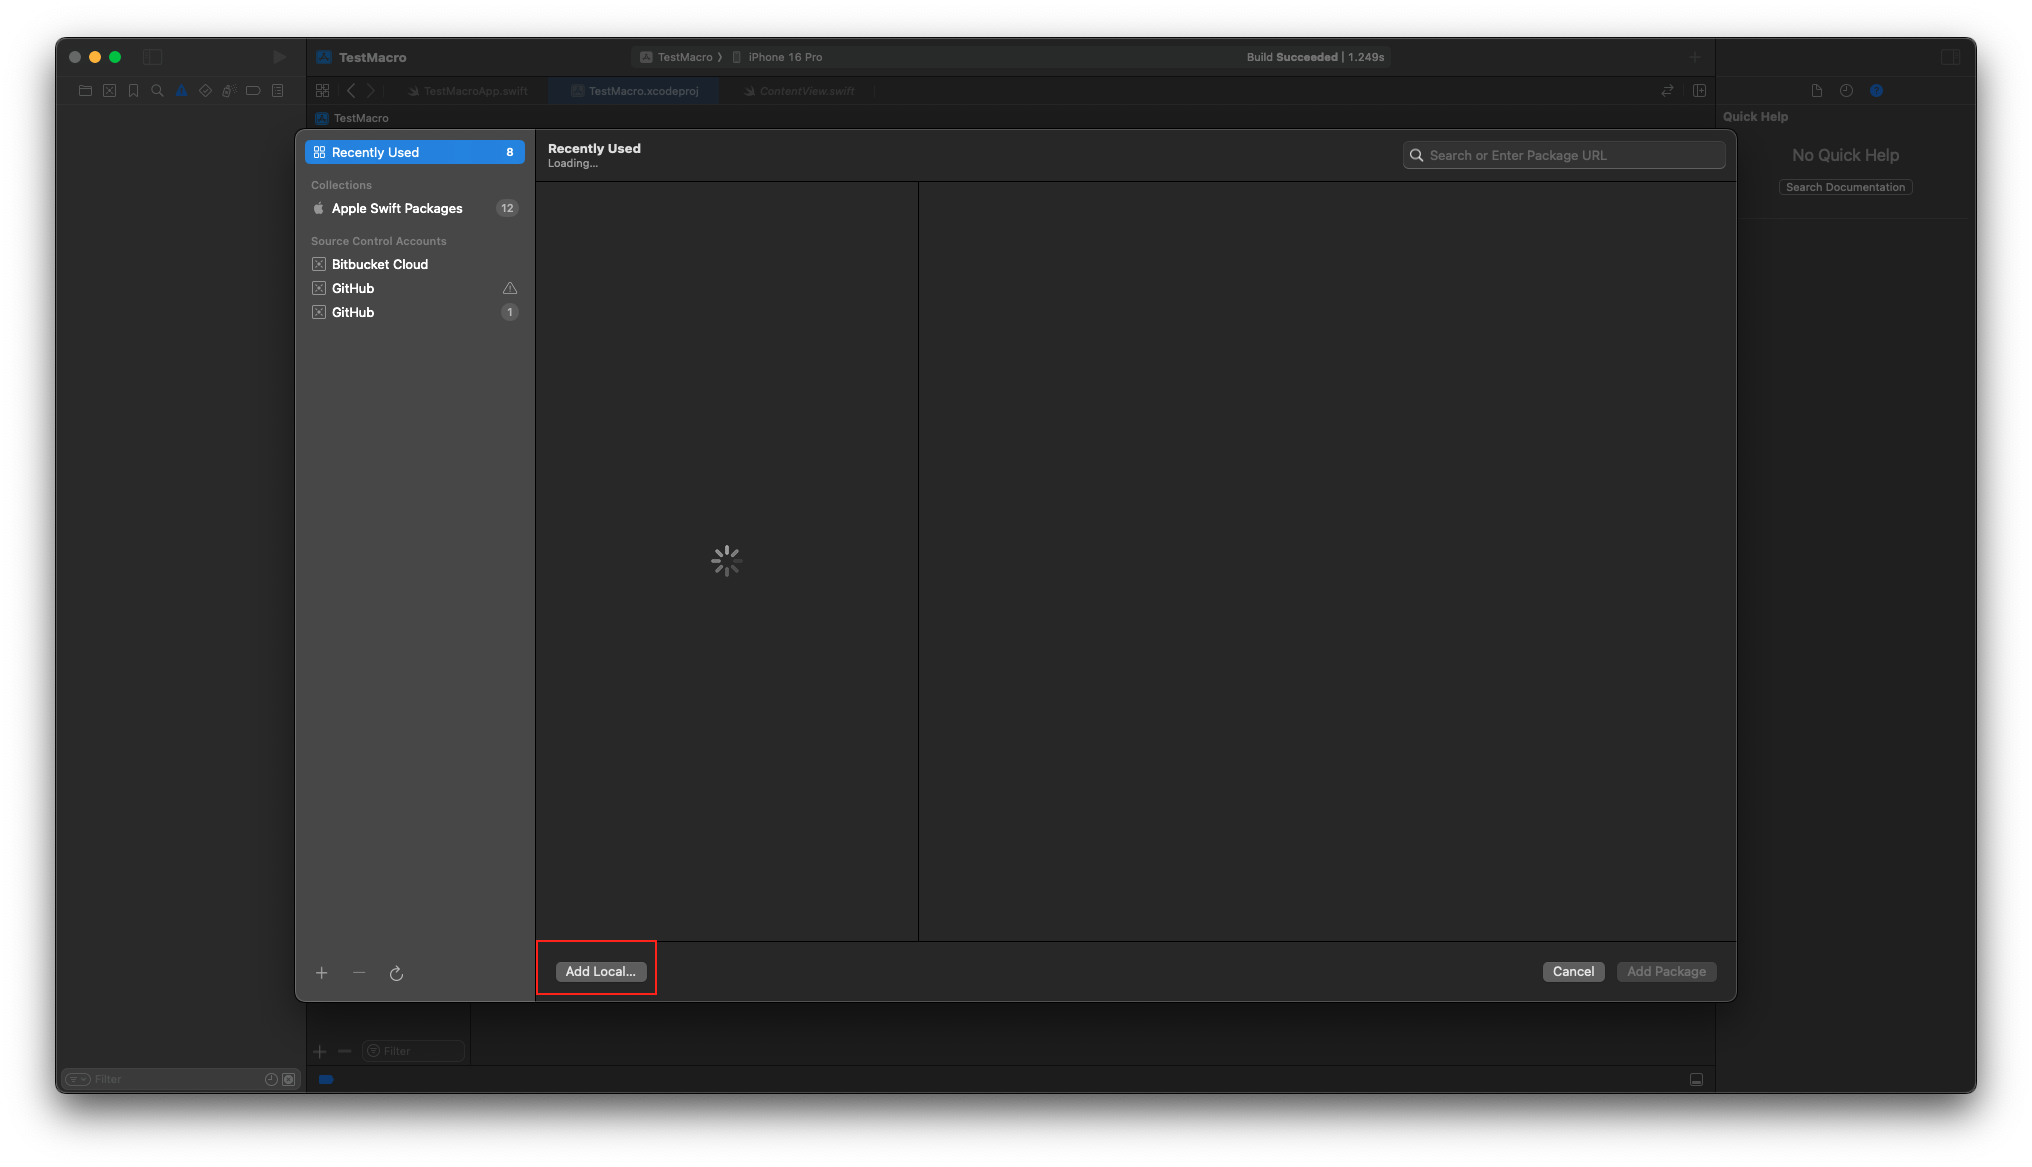 TestMacro
TestMacro
iPhone 16 Pro
Build Succeeded | 1.249s
TestMacroApp.swift
TestMacro.xcodeproj
ContentView.swift
TestMacro
Quick Help
No Quick Help
Search Documentation
Recently Used 8
Collections
Apple Swift Packages 12
Source Control Accounts
Bitbucket Cloud
GitHub
GitHub 1
Recently Used
Loading...
Search or Enter Package URL
Add Local...
Cancel
Add Package
Filter
Filter